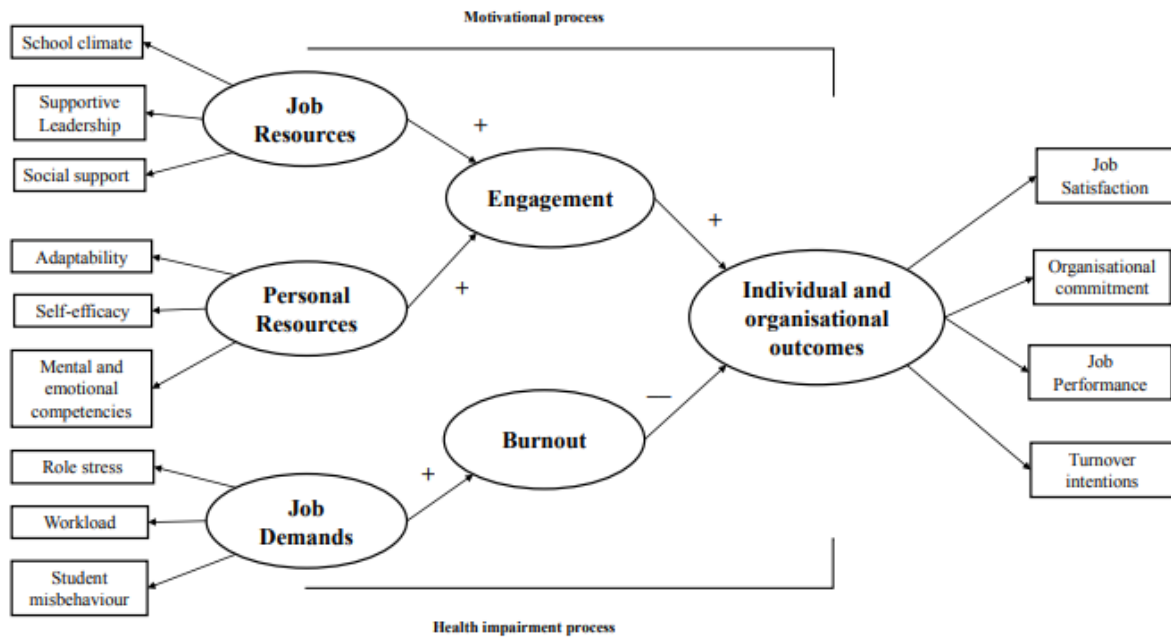 Motivational process
School climate
Supportive
Leadership
Social support
Job
Resources
+
Engagement
+
Adaptability
Self-efficacy
Mental and
emotional
competencies
Personal
Resources
+
Individual and
organisational
outcomes
Job
Satisfaction
Organisational
commitment
Job
Performance
Turnover
intentions
—
Burnout
+
Role stress
Workload
Student
misbehaviour
Job
Demands
Health impairment process